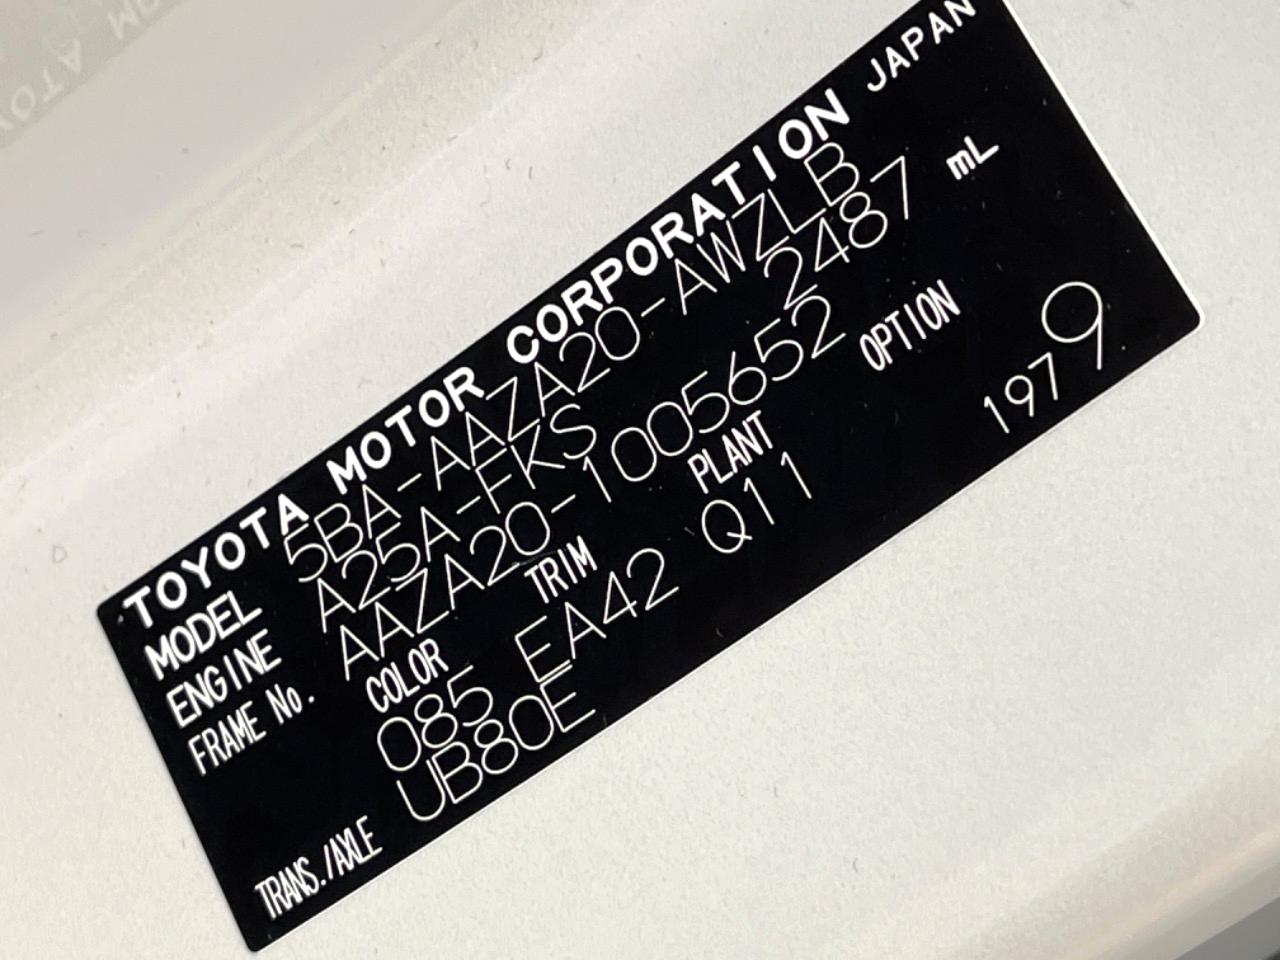 TOYOTA MOTOR CORPORATION JAPAN
MODEL 5BA-AAZA20-AWZLB
ENGINE A25A-FKS 2487 mL
FRAME No. AAZA20-1005652
COLOR TRIM PLANT OPTION
085 EA42 Q11 1979
TRANS./AXLE UB80E